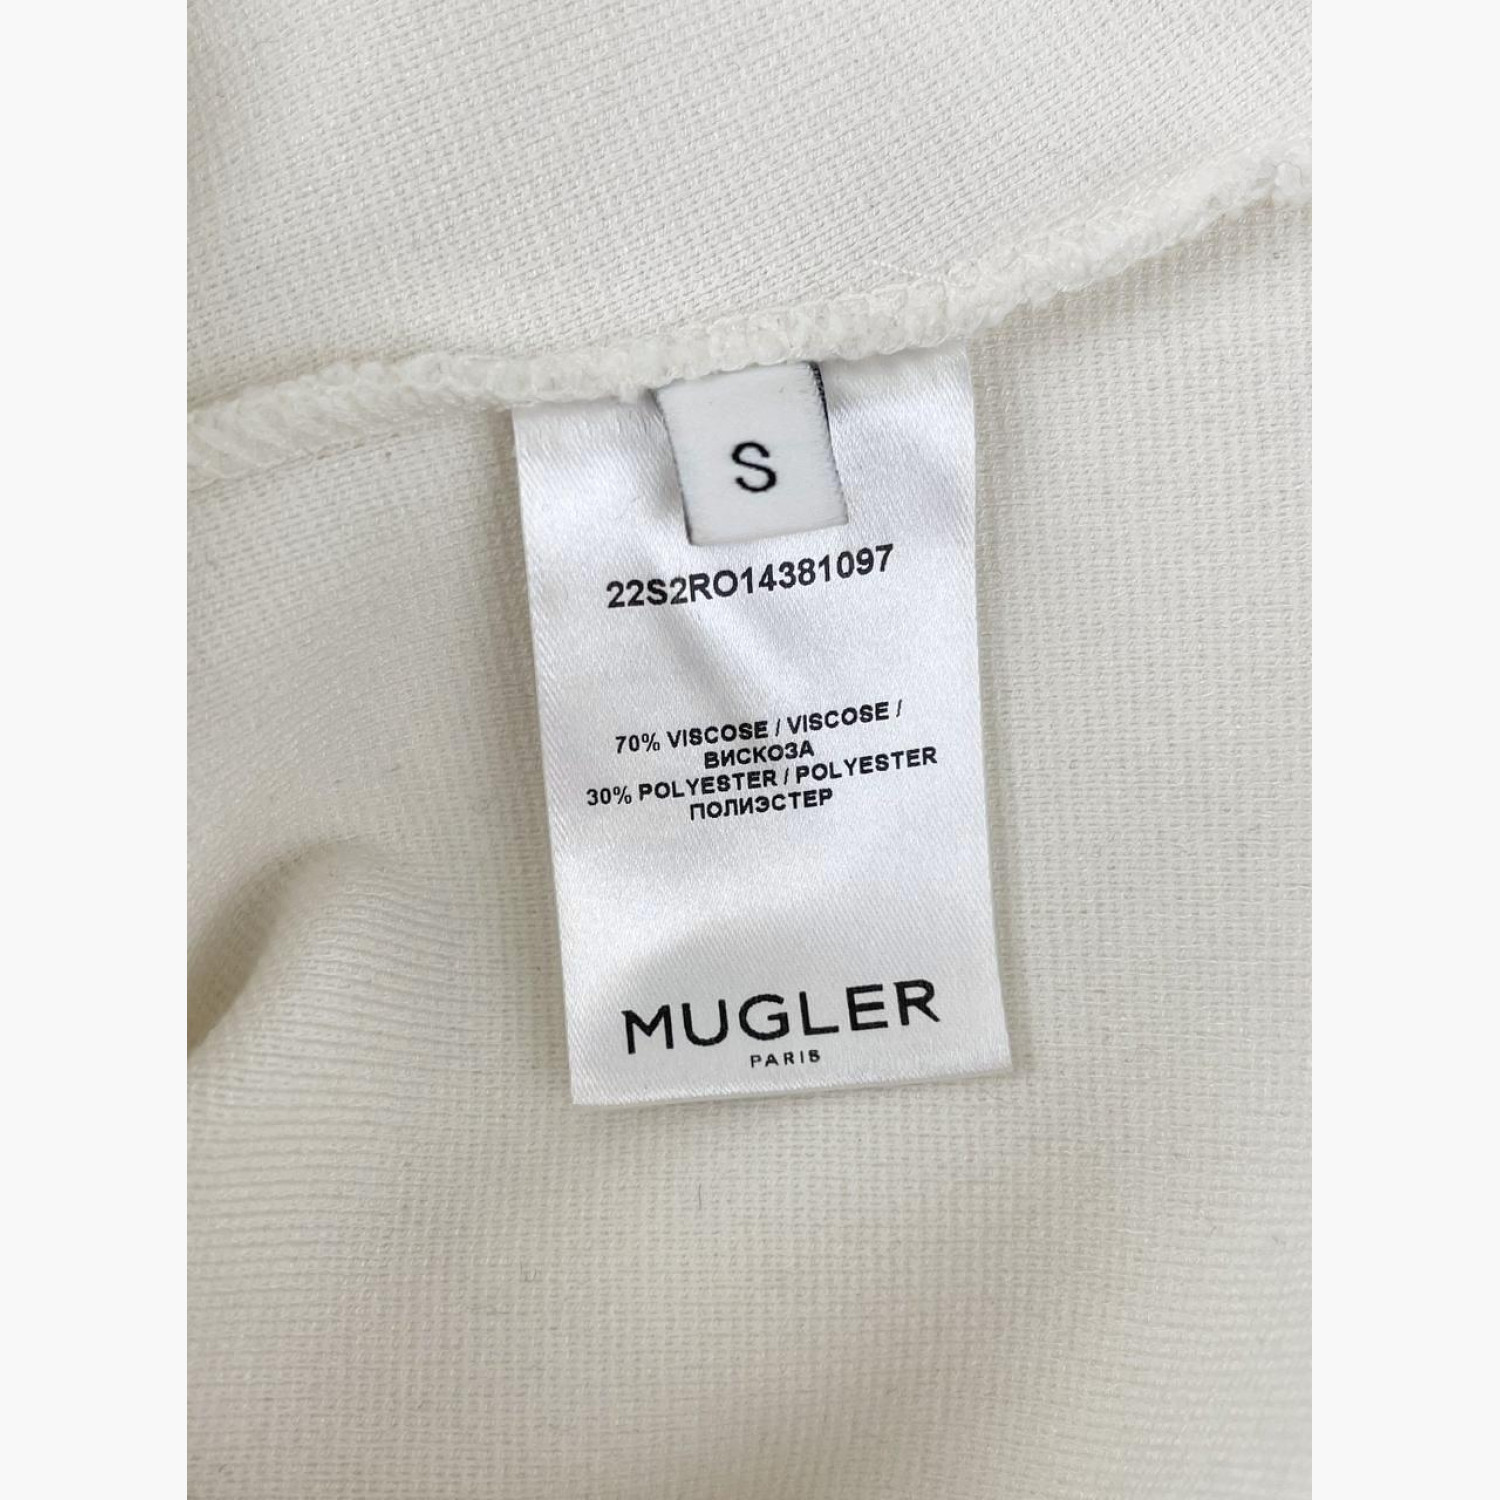 S
22S2RO14381097
70% VISCOSE / VISCOSE /
ВИСКОЗА
30% POLYESTER / POLYESTER
ПОЛИЭСТЕР
MUGLER
PARIS